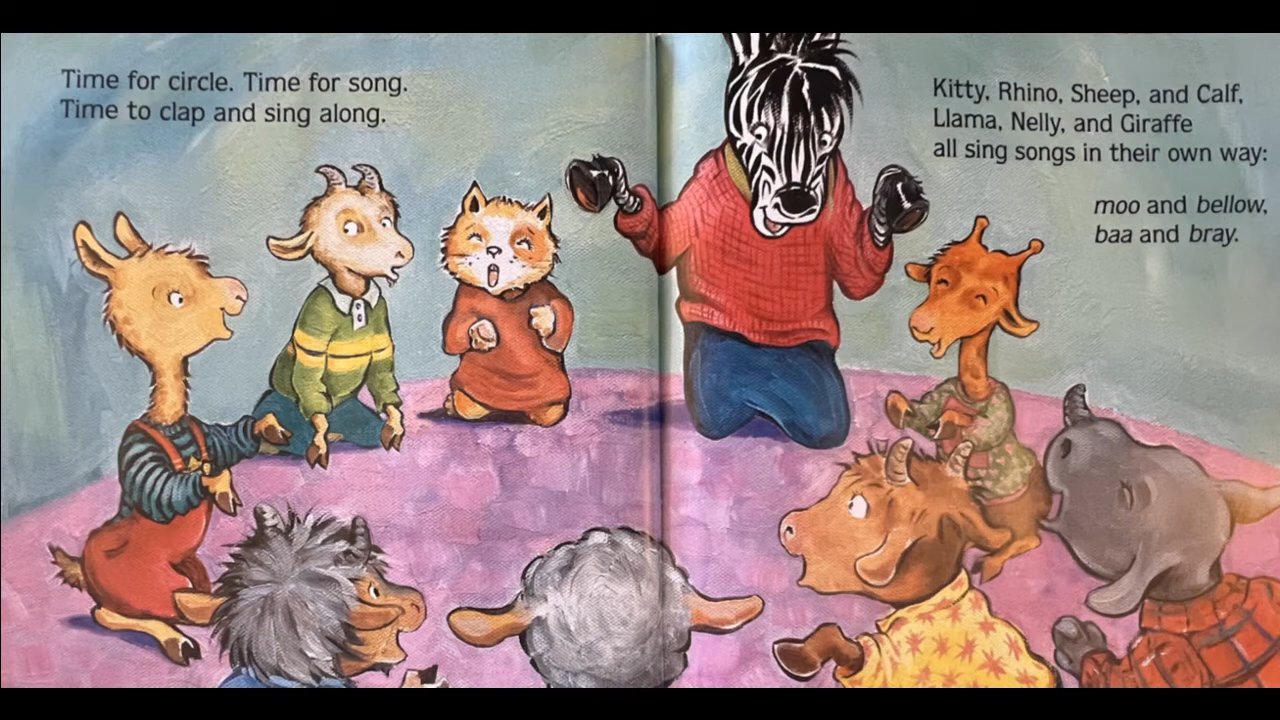 Time for circle. Time for song.
Time to clap and sing along.
Kitty, Rhino, Sheep, and Calf,
Llama, Nelly, and Giraffe
all sing songs in their own way:
moo and bellow,
baa and bray.